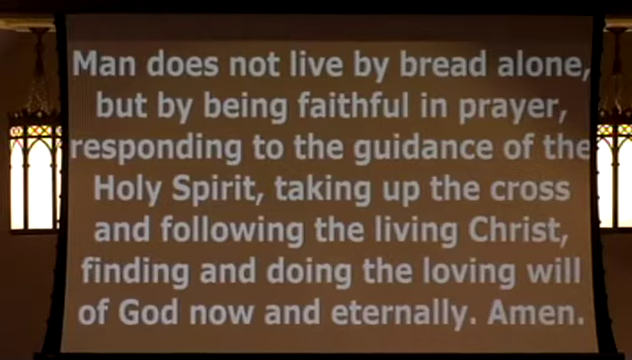 Man does not live by bread alone,
but by being faithful in prayer,
responding to the guidance of the
Holy Spirit, taking up the cross
and following the living Christ,
finding and doing the loving will
of God now and eternally. Amen.